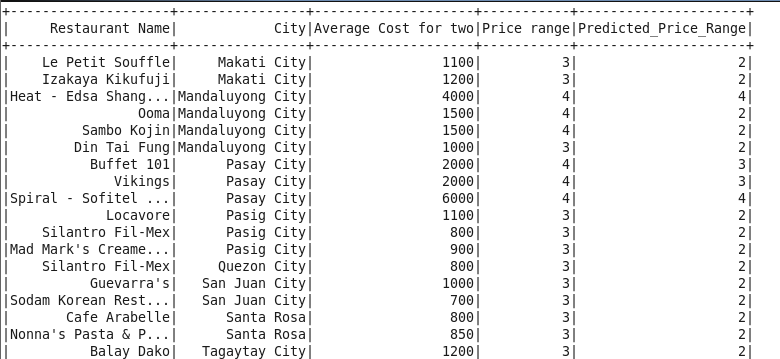 +--------------------+----------------+--------------------+-----------+---------------------+
|     Restaurant Name|            City|Average Cost for two|Price range|Predicted_Price_Range|
+--------------------+----------------+--------------------+-----------+---------------------+
|    Le Petit Souffle|     Makati City|                1100|          3|                    2|
|    Izakaya Kikufuji|     Makati City|                1200|          3|                    2|
|Heat - Edsa Shang...|Mandaluyong City|                4000|          4|                    4|
|                Ooma|Mandaluyong City|                1500|          4|                    2|
|         Sambo Kojin|Mandaluyong City|                1500|          4|                    2|
|        Din Tai Fung|Mandaluyong City|                1000|          3|                    2|
|          Buffet 101|      Pasay City|                2000|          4|                    3|
|             Vikings|      Pasay City|                2000|          4|                    3|
|Spiral - Sofitel ...|      Pasay City|                6000|          4|                    4|
|            Locavore|      Pasig City|                1100|          3|                    2|
|    Silantro Fil-Mex|      Pasig City|                 800|          3|                    2|
|Mad Mark's Creame...|      Pasig City|                 900|          3|                    2|
|    Silantro Fil-Mex|     Quezon City|                 800|          3|                    2|
|           Guevarra's|   San Juan City|                1000|          3|                    2|
|Sodam Korean Rest...|   San Juan City|                 700|          3|                    2|
|       Cafe Arabelle|      Santa Rosa|                 800|          3|                    2|
|Nonna's Pasta & P...|      Santa Rosa|                 850|          3|                    2|
|          Balay Dako|   Tagaytay City|                1200|          3|                    2|